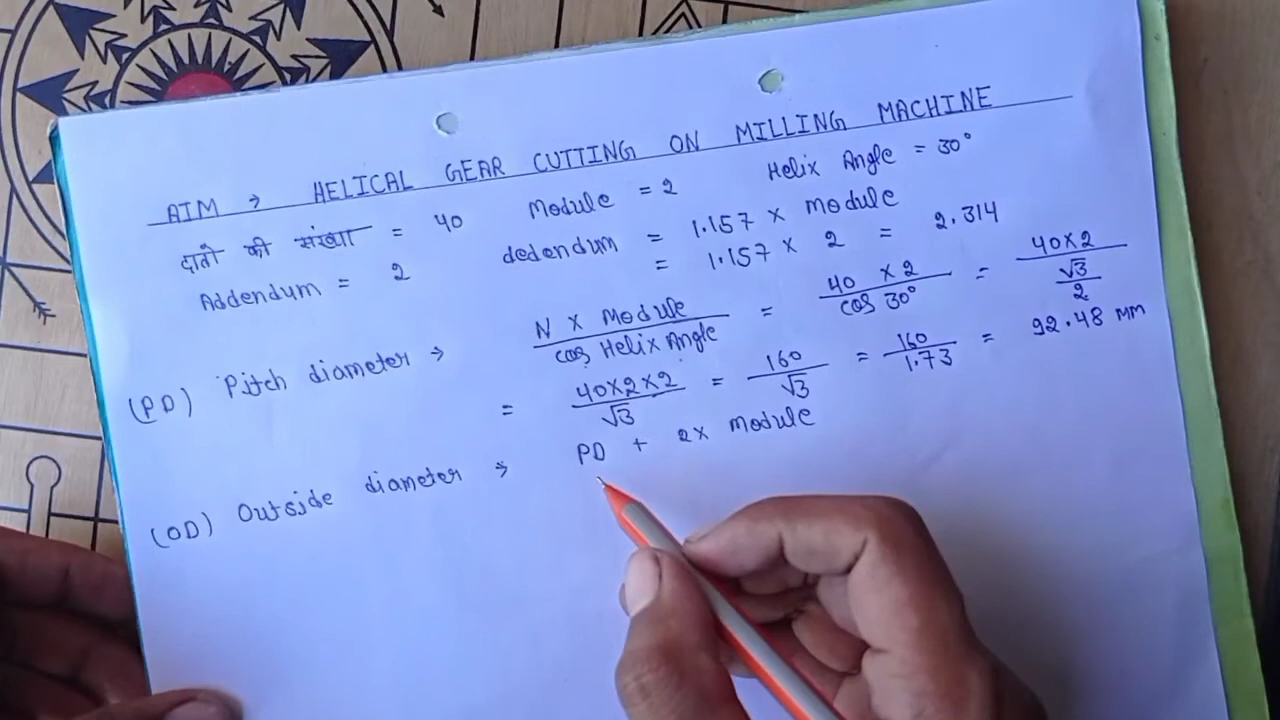 AIM → HELICAL GEAR CUTTING ON MILLING MACHINE
दातो की संख्या = 40 Module = 2 Helix Angle = 30°
Addendum = 2 dedendum = 1.157 × module
= 1.157 × 2 = 2.314
(PD) Pitch diameter → N × Module / cos Helix Angle = 40 × 2 / cos 30° = 40×2 / √3/2
= 40×2×2 / √3 = 160 / √3 = 160 / 1.73 = 92.48 mm
(OD) Outside diameter → PD + 2× Module